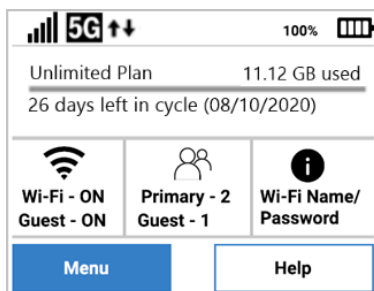 5G 100%
Unlimited Plan 11.12 GB used
26 days left in cycle (08/10/2020)
Wi-Fi - ON Primary - 2 Wi-Fi Name/
Guest - ON Guest - 1 Password
Menu Help